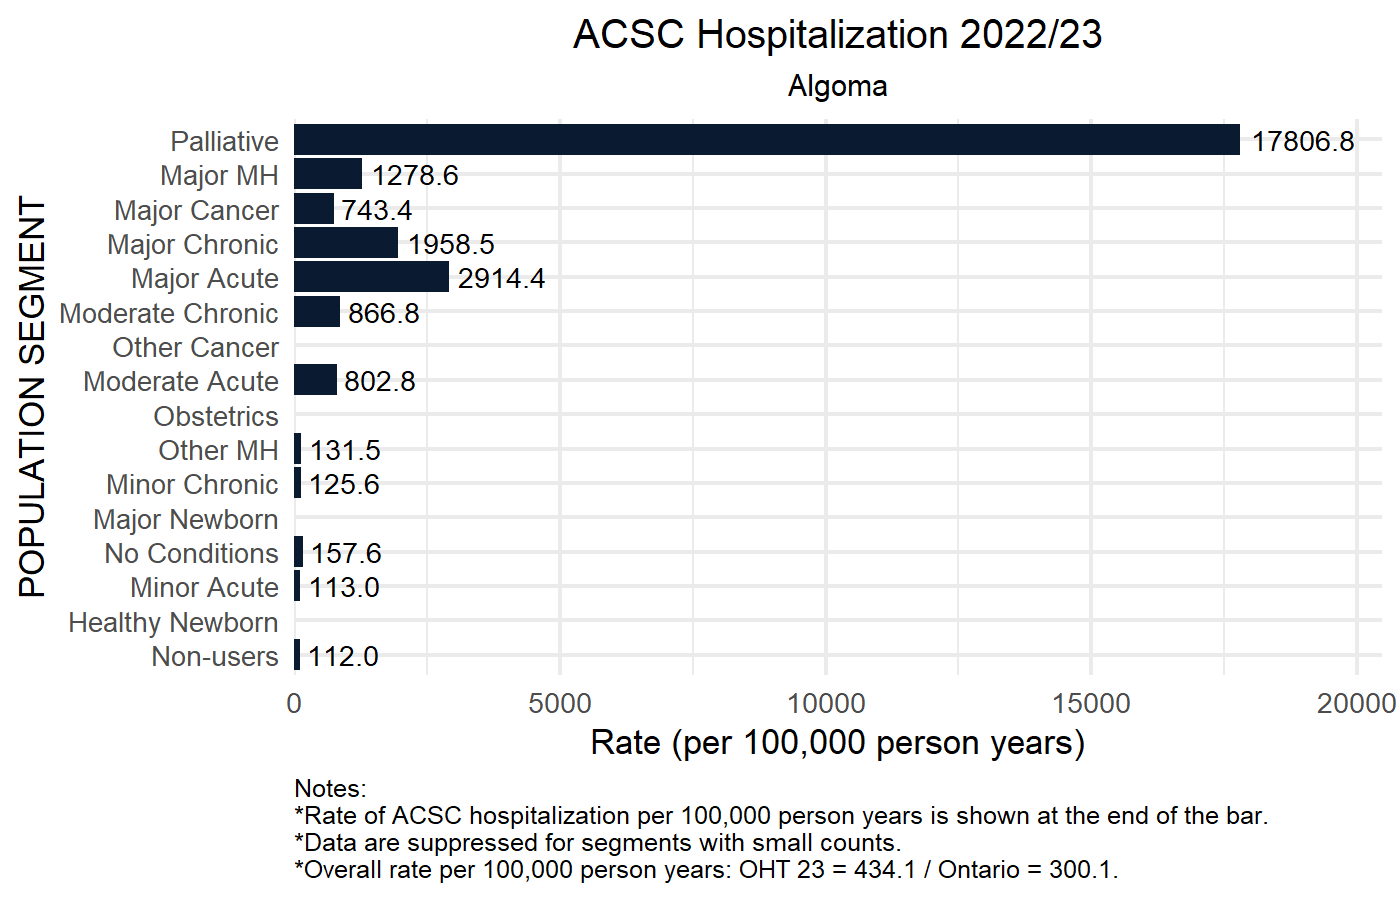 ACSC Hospitalization 2022/23
Algoma
POPULATION SEGMENT
Palliative 17806.8
Major MH 1278.6
Major Cancer 743.4
Major Chronic 1958.5
Major Acute 2914.4
Moderate Chronic 866.8
Other Cancer
Moderate Acute 802.8
Obstetrics
Other MH 131.5
Minor Chronic 125.6
Major Newborn
No Conditions 157.6
Minor Acute 113.0
Healthy Newborn
Non-users 112.0
0 5000 10000 15000 20000
Rate (per 100,000 person years)
Notes:
*Rate of ACSC hospitalization per 100,000 person years is shown at the end of the bar.
*Data are suppressed for segments with small counts.
*Overall rate per 100,000 person years: OHT 23 = 434.1 / Ontario = 300.1.